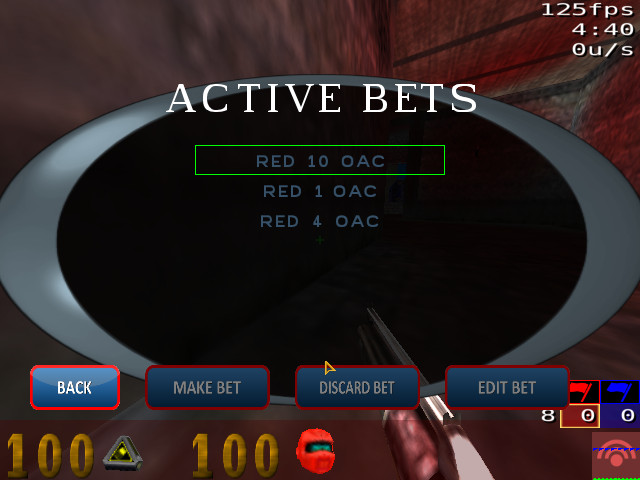 125fps
4:40
0u/s
ACTIVE BETS
RED 10 OAC
RED 1 OAC
RED 4 OAC
BACK MAKE BET DISCARD BET EDIT BET
8 0 0
100 100